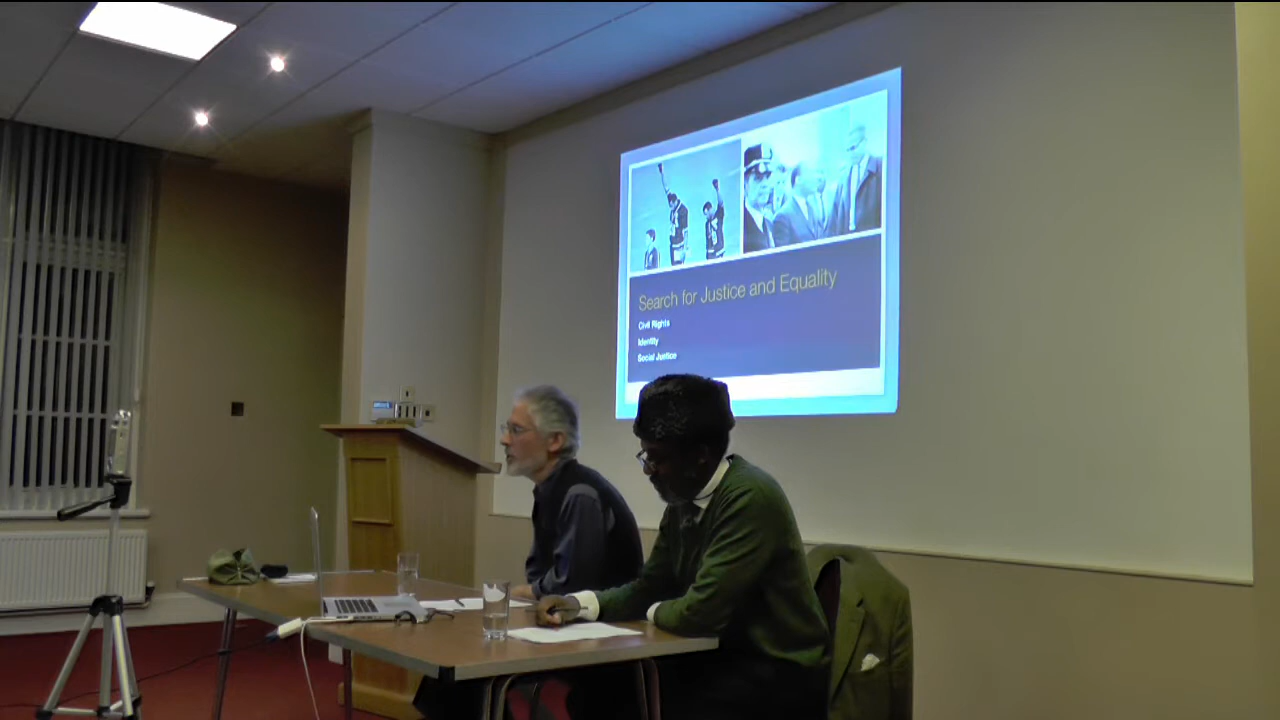 Search for Justice and Equality
Civil Rights
Identity
Social Justice